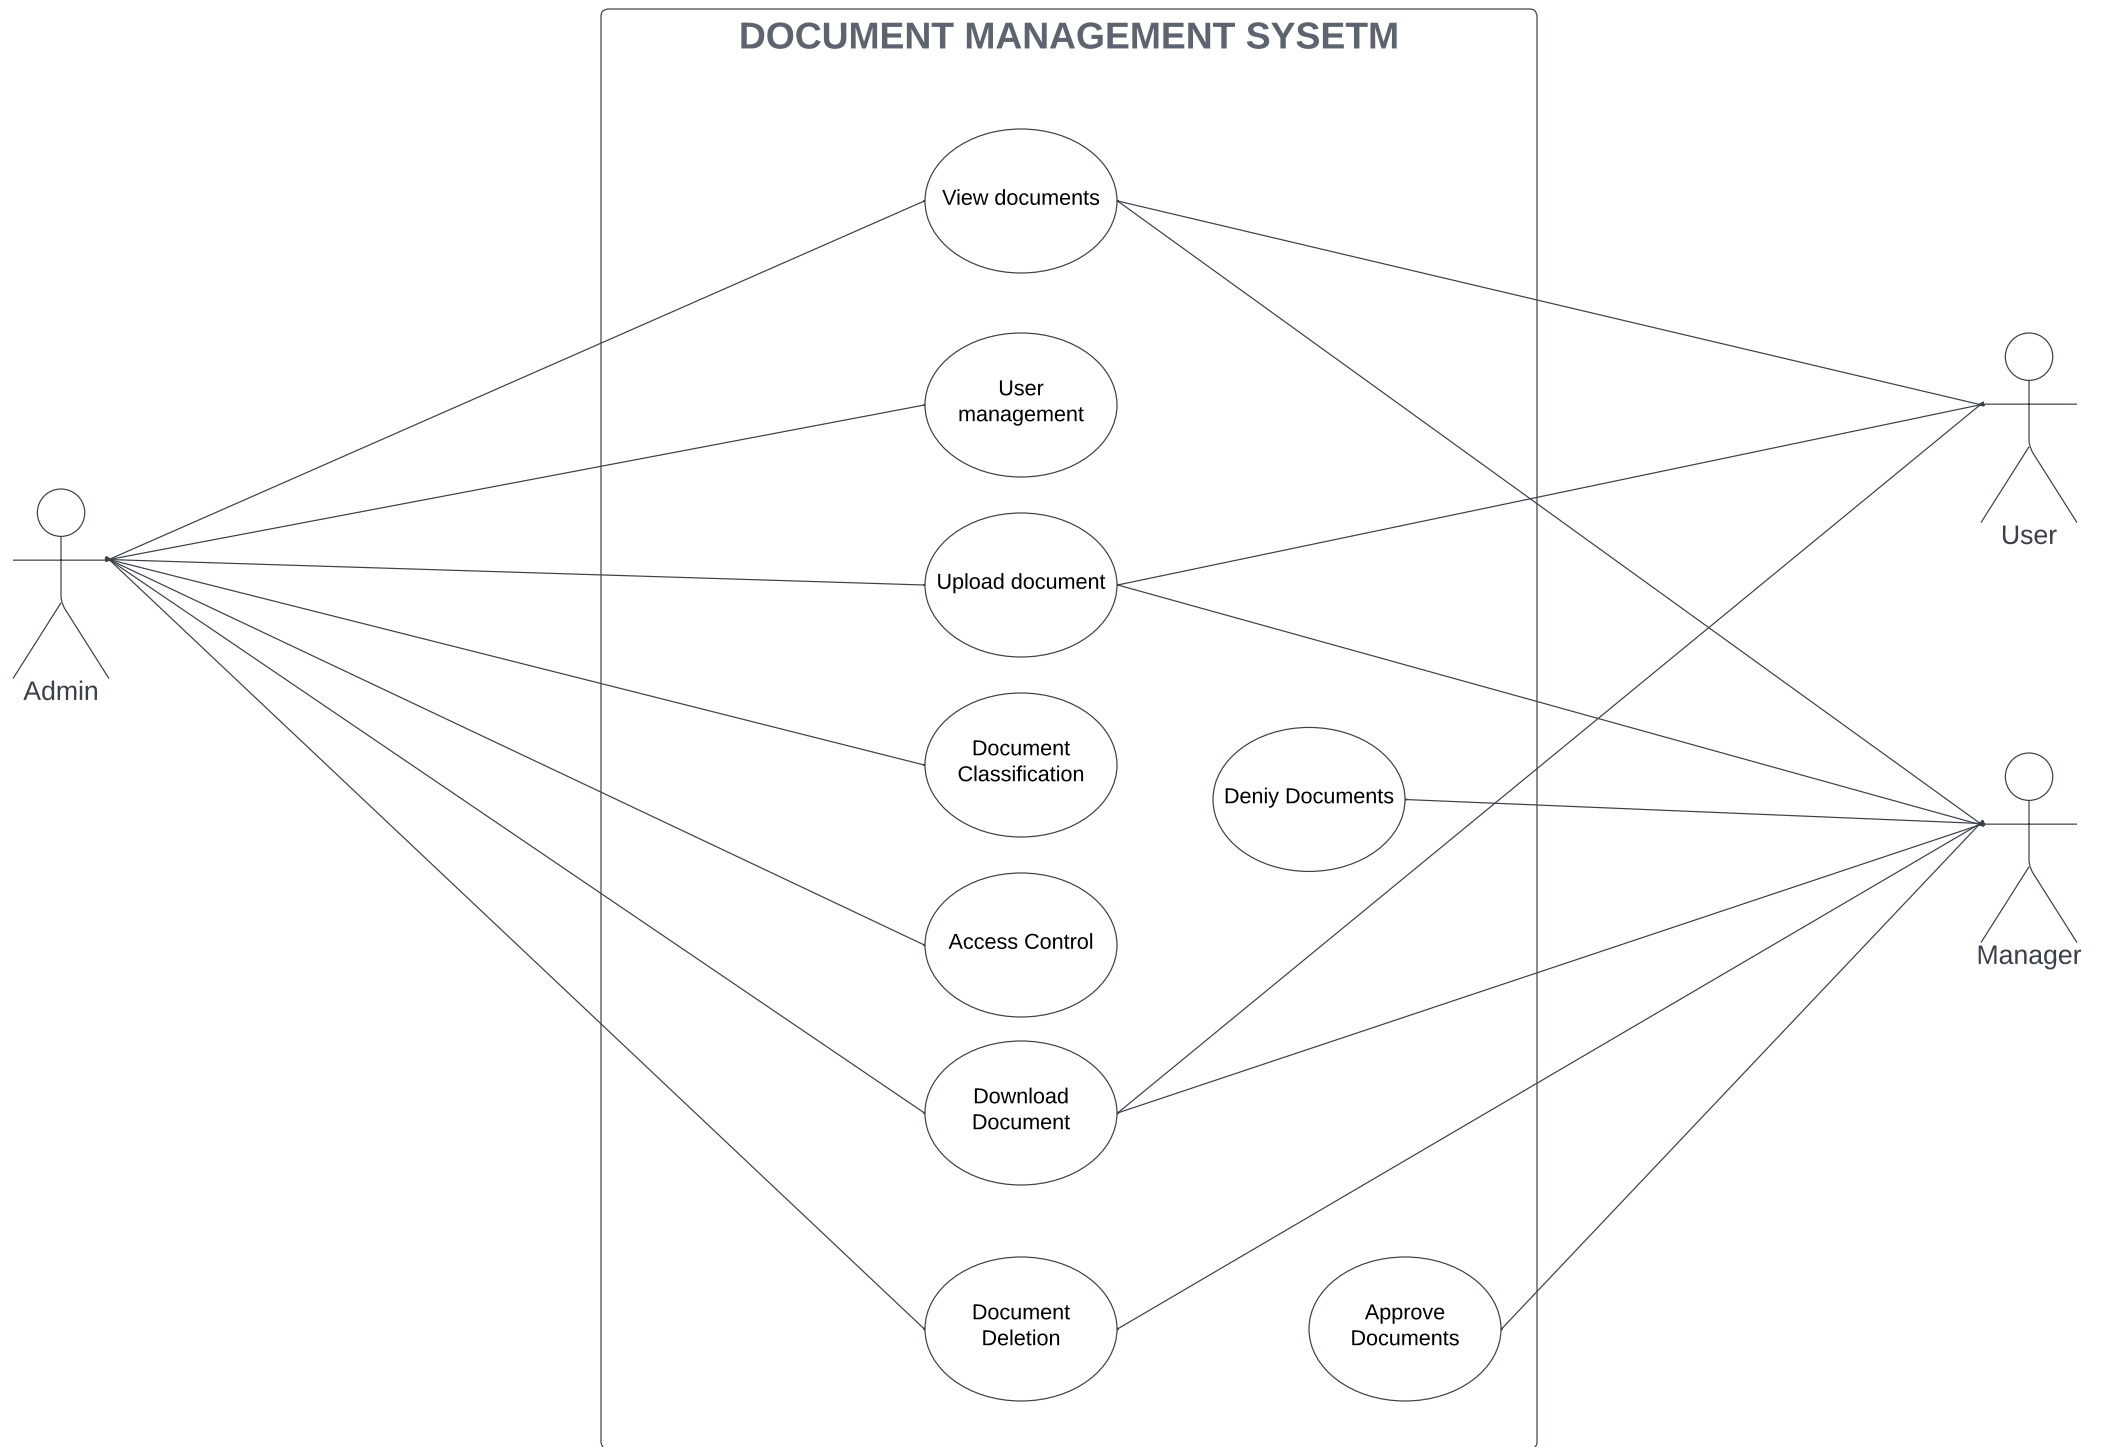 DOCUMENT MANAGEMENT SYSETM
View documents
User
management
Upload document
Document
Classification
Deniy Documents
Access Control
Download
Document
Document
Deletion
Approve
Documents
Admin
User
Manager